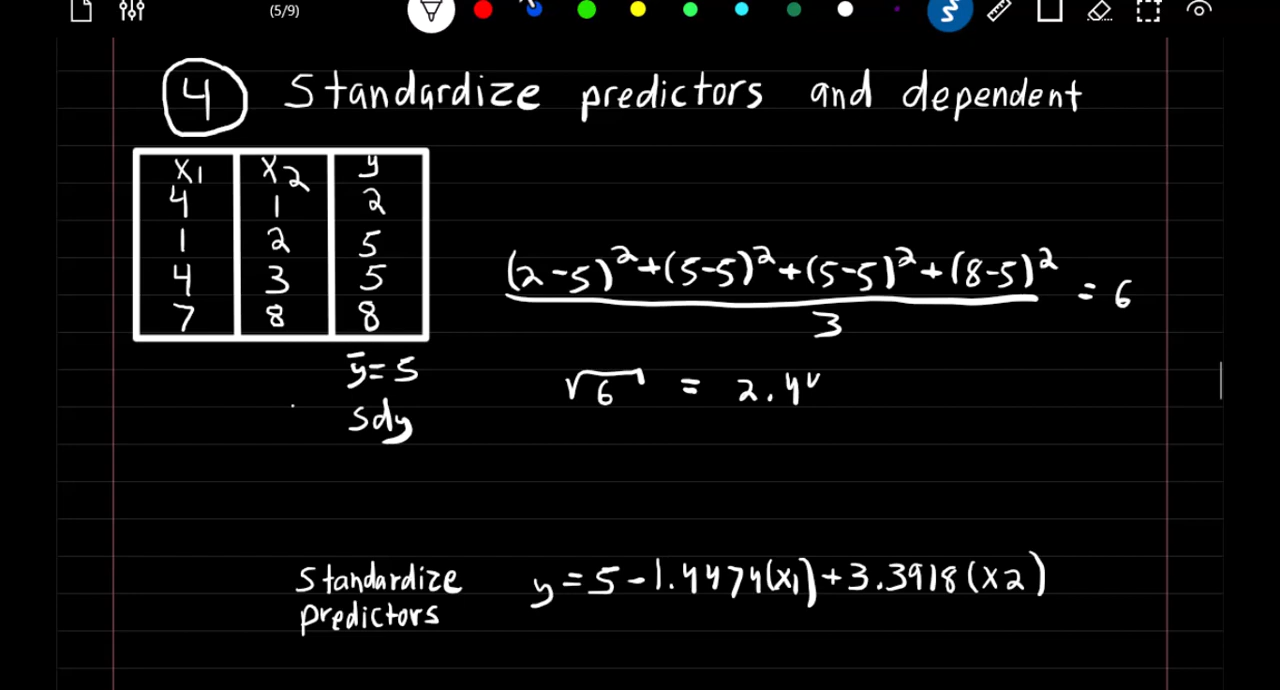 (5/9)
4 Standardize predictors and dependent
x1 x2 y
4 1 2
1 2 5
4 3 5
7 8 8
(2-5)²+(5-5)²+(5-5)²+(8-5)²
3
= 6
ȳ=5
√6 = 2.44
sdy
Standardize
predictors
y=5-1.4474(x1)+3.3918(x2)